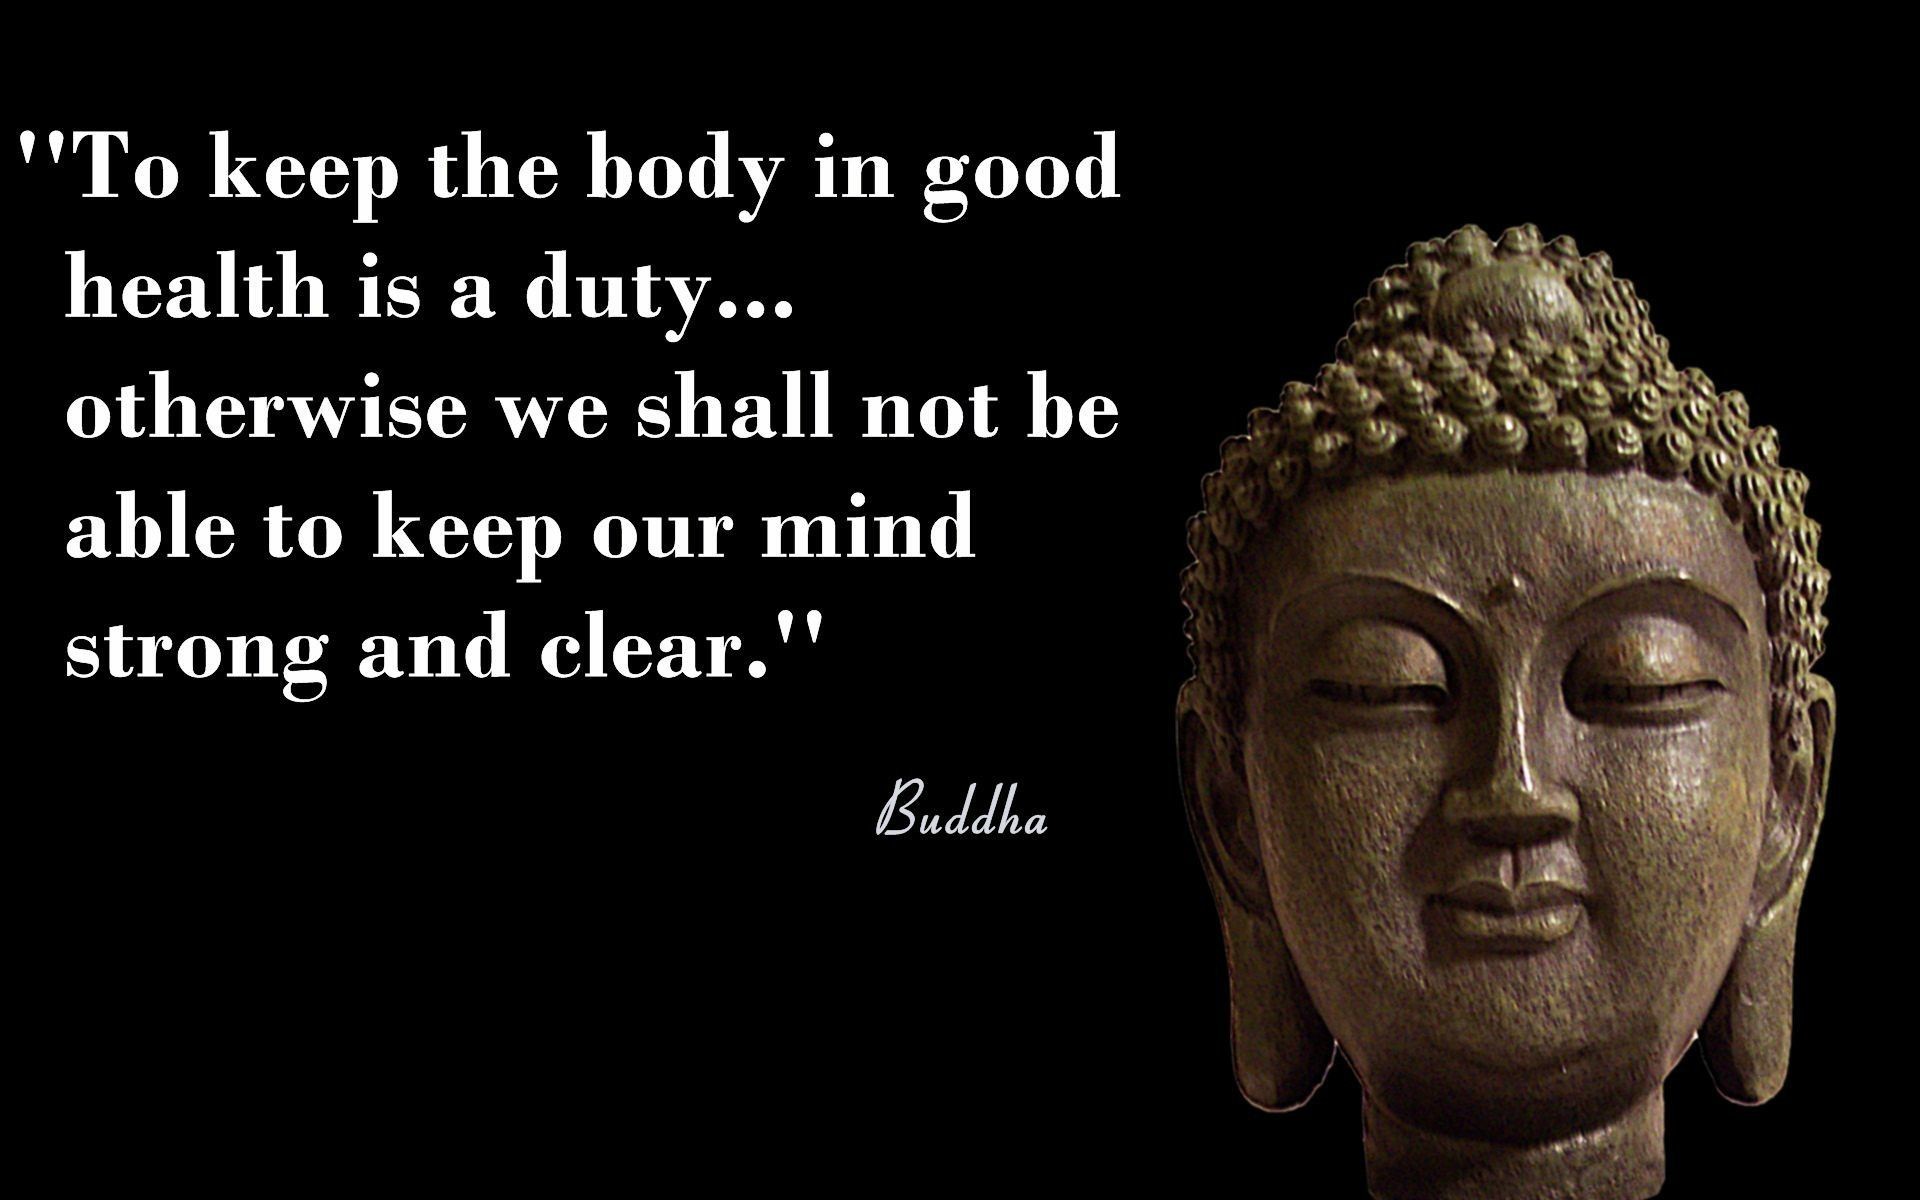 "To keep the body in good
health is a duty...
otherwise we shall not be
able to keep our mind
strong and clear."
Buddha